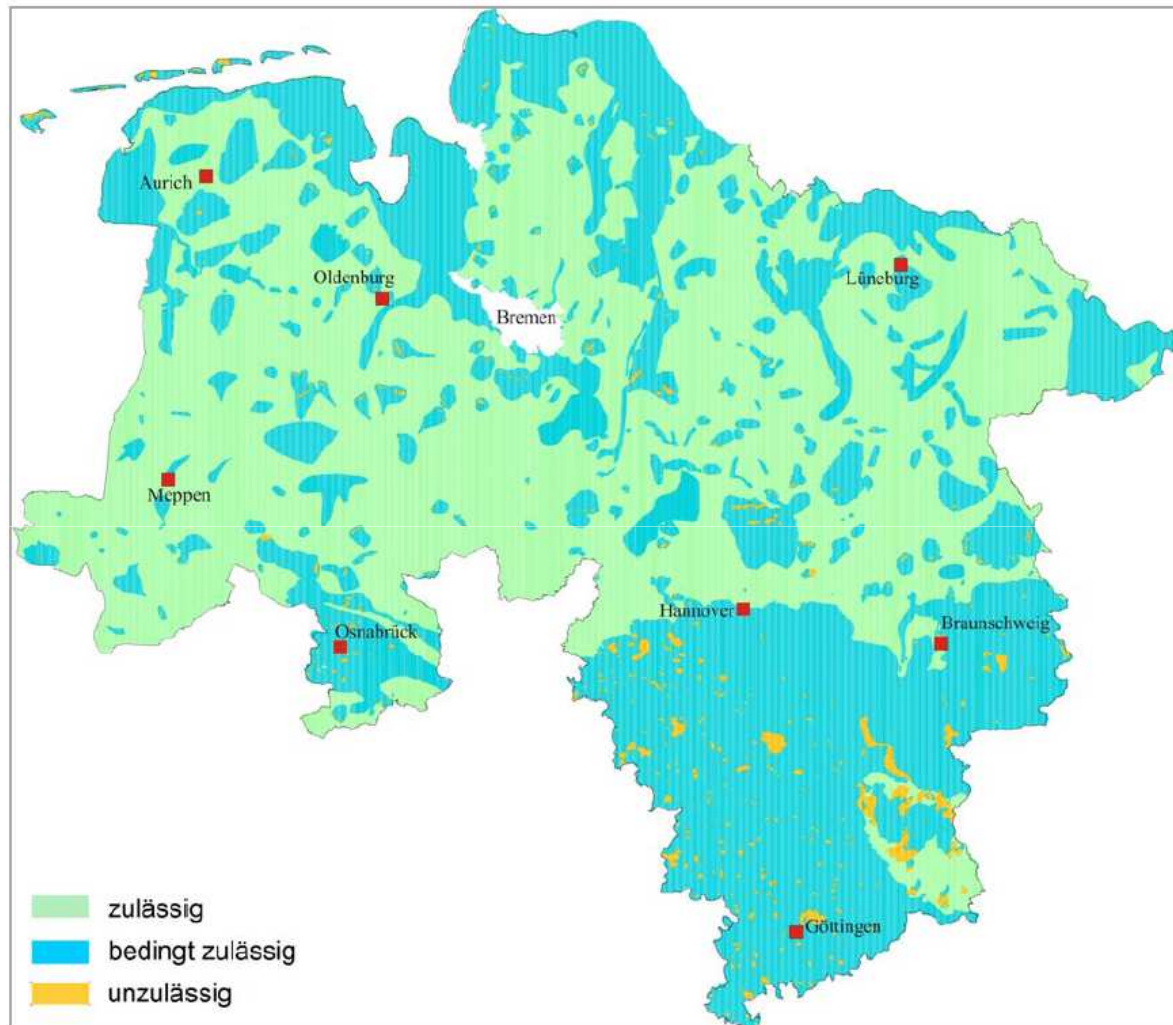 Aurich
Oldenburg
Bremen
Lüneburg
Meppen
Osnabrück
Hannover
Braunschweig
Göttingen
zulässig
bedingt zulässig
unzulässig